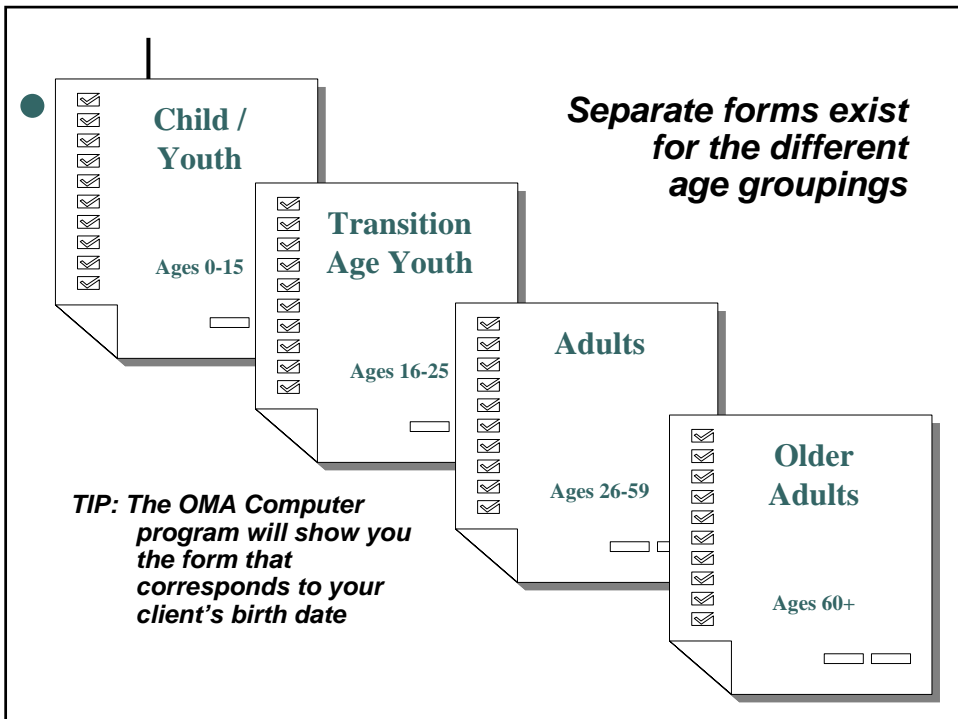 Separate forms exist
for the different
age groupings
Child /
Youth
Ages 0-15
Transition
Age Youth
Ages 16-25
Adults
Ages 26-59
Older
Adults
Ages 60+
TIP: The OMA Computer
program will show you
the form that
corresponds to your
client's birth date